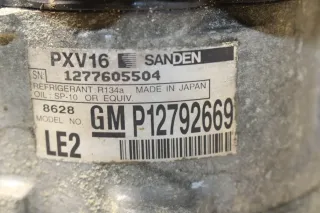 PXV16 SANDEN
SN. 1277605504
REFRIGERANT R134a MADE IN JAPAN
OIL: SP-10 OR EQUIV.
8628
MODEL NO. GM P12792669
LE2